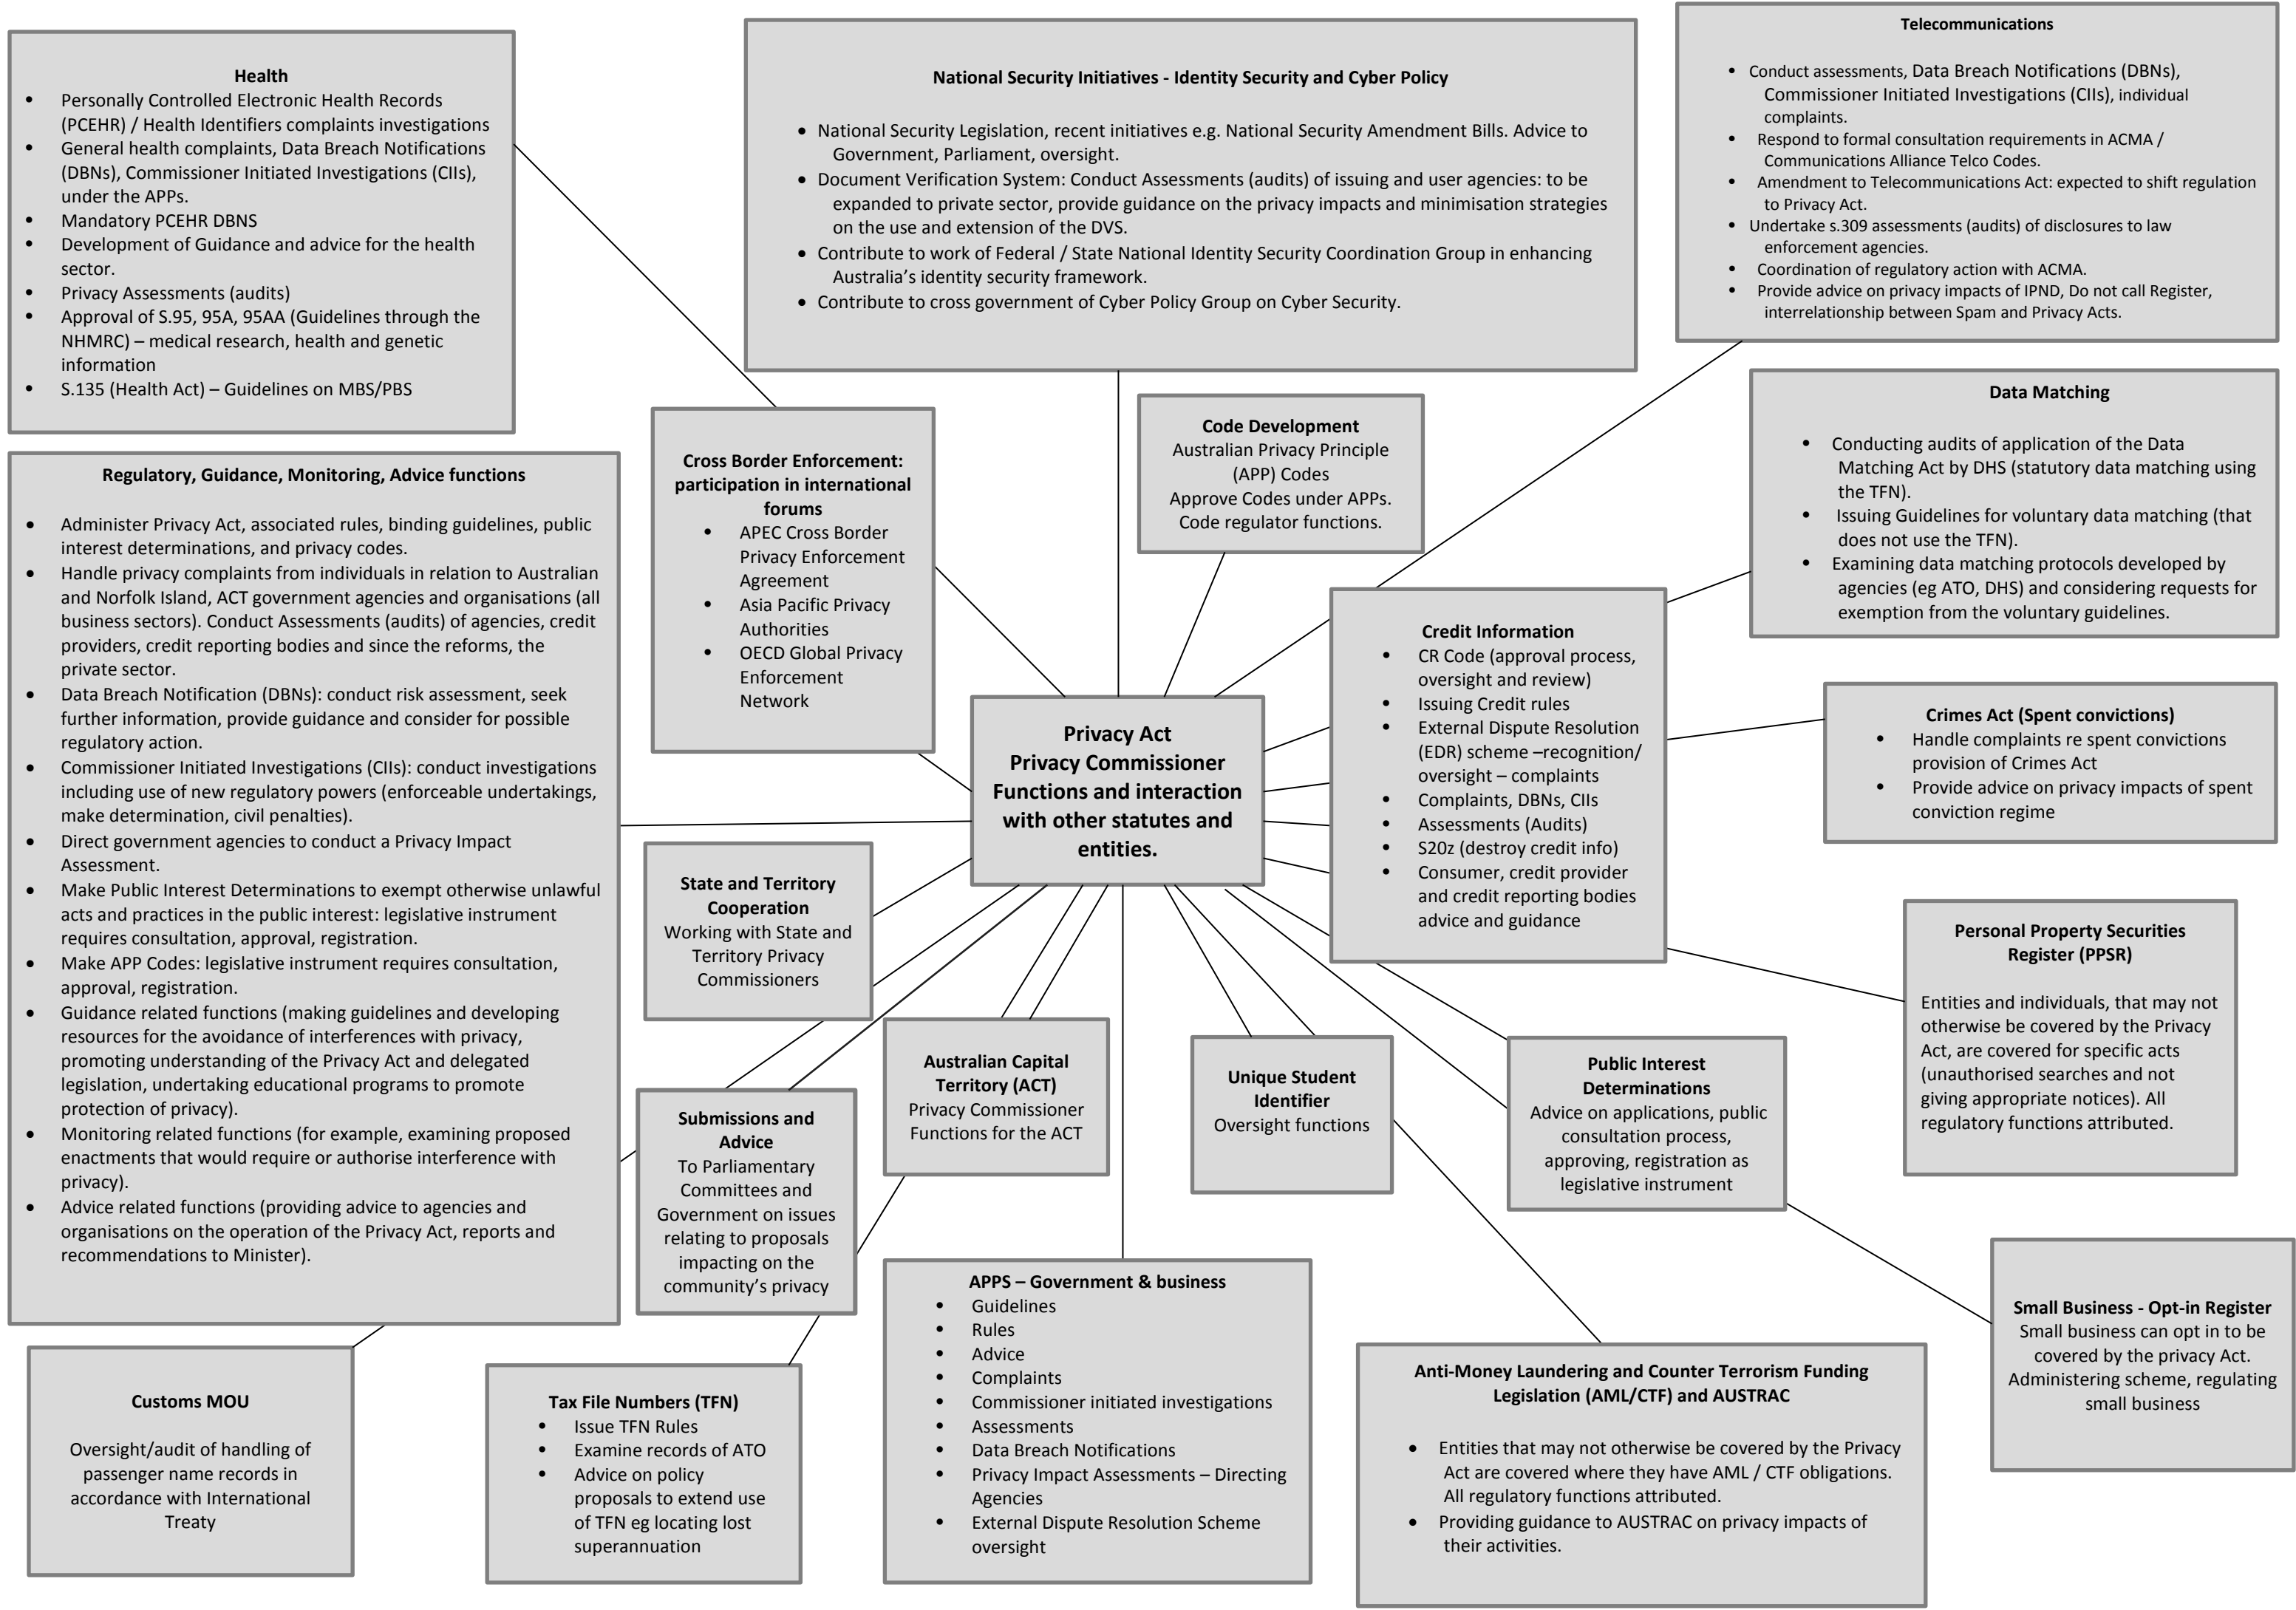 Health
• Personally Controlled Electronic Health Records
(PCEHR) / Health Identifiers complaints investigations
• General health complaints, Data Breach Notifications
(DBNs), Commissioner Initiated Investigations (CIIs),
under the APPs.
• Mandatory PCEHR DBNS
• Development of Guidance and advice for the health
sector.
• Privacy Assessments (audits)
• Approval of S.95, 95A, 95AA (Guidelines through the
NHMRC) – medical research, health and genetic
information
• S.135 (Health Act) – Guidelines on MBS/PBS
National Security Initiatives - Identity Security and Cyber Policy
• National Security Legislation, recent initiatives e.g. National Security Amendment Bills. Advice to
Government, Parliament, oversight.
• Document Verification System: Conduct Assessments (audits) of issuing and user agencies: to be
expanded to private sector, provide guidance on the privacy impacts and minimisation strategies
on the use and extension of the DVS.
• Contribute to work of Federal / State National Identity Security Coordination Group in enhancing
Australia's identity security framework.
• Contribute to cross government of Cyber Policy Group on Cyber Security.
Telecommunications
• Conduct assessments, Data Breach Notifications (DBNs),
Commissioner Initiated Investigations (CIIs), individual
complaints.
• Respond to formal consultation requirements in ACMA /
Communications Alliance Telco Codes.
• Amendment to Telecommunications Act: expected to shift regulation
to Privacy Act.
• Undertake s.309 assessments (audits) of disclosures to law
enforcement agencies.
• Coordination of regulatory action with ACMA.
• Provide advice on privacy impacts of IPND, Do not call Register,
interrelationship between Spam and Privacy Acts.
Regulatory, Guidance, Monitoring, Advice functions
• Administer Privacy Act, associated rules, binding guidelines, public
interest determinations, and privacy codes.
• Handle privacy complaints from individuals in relation to Australian
and Norfolk Island, ACT government agencies and organisations (all
business sectors). Conduct Assessments (audits) of agencies, credit
providers, credit reporting bodies and since the reforms, the
private sector.
• Data Breach Notification (DBNs): conduct risk assessment, seek
further information, provide guidance and consider for possible
regulatory action.
• Commissioner Initiated Investigations (CIIs): conduct investigations
including use of new regulatory powers (enforceable undertakings,
make determination, civil penalties).
• Direct government agencies to conduct a Privacy Impact
Assessment.
• Make Public Interest Determinations to exempt otherwise unlawful
acts and practices in the public interest: legislative instrument
requires consultation, approval, registration.
• Make APP Codes: legislative instrument requires consultation,
approval, registration.
• Guidance related functions (making guidelines and developing
resources for the avoidance of interferences with privacy,
promoting understanding of the Privacy Act and delegated
legislation, undertaking educational programs to promote
protection of privacy).
• Monitoring related functions (for example, examining proposed
enactments that would require or authorise interference with
privacy).
• Advice related functions (providing advice to agencies and
organisations on the operation of the Privacy Act, reports and
recommendations to Minister).
Cross Border Enforcement:
participation in international
forums
• APEC Cross Border
Privacy Enforcement
Agreement
• Asia Pacific Privacy
Authorities
• OECD Global Privacy
Enforcement
Network
Code Development
Australian Privacy Principle
(APP) Codes
Approve Codes under APPs.
Code regulator functions.
Data Matching
• Conducting audits of application of the Data
Matching Act by DHS (statutory data matching using
the TFN).
• Issuing Guidelines for voluntary data matching (that
does not use the TFN).
• Examining data matching protocols developed by
agencies (eg ATO, DHS) and considering requests for
exemption from the voluntary guidelines.
Credit Information
• CR Code (approval process,
oversight and review)
• Issuing Credit rules
• External Dispute Resolution
(EDR) scheme –recognition/
oversight – complaints
• Complaints, DBNs, CIIs
• Assessments (Audits)
• S20z (destroy credit info)
• Consumer, credit provider
and credit reporting bodies
advice and guidance
Privacy Act
Privacy Commissioner
Functions and interaction
with other statutes and
entities.
Crimes Act (Spent convictions)
• Handle complaints re spent convictions
provision of Crimes Act
• Provide advice on privacy impacts of spent
conviction regime
State and Territory
Cooperation
Working with State and
Territory Privacy
Commissioners
Personal Property Securities
Register (PPSR)
Entities and individuals, that may not
otherwise be covered by the Privacy
Act, are covered for specific acts
(unauthorised searches and not
giving appropriate notices). All
regulatory functions attributed.
Submissions and
Advice
To Parliamentary
Committees and
Government on issues
relating to proposals
impacting on the
community's privacy
Australian Capital
Territory (ACT)
Privacy Commissioner
Functions for the ACT
Unique Student
Identifier
Oversight functions
Public Interest
Determinations
Advice on applications, public
consultation process,
approving, registration as
legislative instrument
Small Business - Opt-in Register
Small business can opt in to be
covered by the privacy Act.
Administering scheme, regulating
small business
Customs MOU
Oversight/audit of handling of
passenger name records in
accordance with International
Treaty
Tax File Numbers (TFN)
• Issue TFN Rules
• Examine records of ATO
• Advice on policy
proposals to extend use
of TFN eg locating lost
superannuation
APPS – Government & business
• Guidelines
• Rules
• Advice
• Complaints
• Commissioner initiated investigations
• Assessments
• Data Breach Notifications
• Privacy Impact Assessments – Directing
Agencies
• External Dispute Resolution Scheme
oversight
Anti-Money Laundering and Counter Terrorism Funding
Legislation (AML/CTF) and AUSTRAC
• Entities that may not otherwise be covered by the Privacy
Act are covered where they have AML / CTF obligations.
All regulatory functions attributed.
• Providing guidance to AUSTRAC on privacy impacts of
their activities.